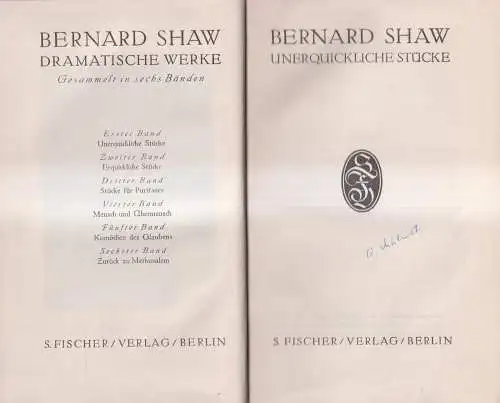 BERNARD SHAW
DRAMATISCHE WERKE
Gesammelt in sechs Bänden
Erster Band
Unerquickliche Stücke
Zweiter Band
Erquickliche Stücke
Dritter Band
Stücke für Puritaner
Vierter Band
Mensch und Übermensch
Fünfter Band
Komödien des Glaubens
Sechster Band
Zurück zu Methusalem
S. FISCHER / VERLAG / BERLIN
BERNARD SHAW
UNERQUICKLICHE STÜCKE
S. FISCHER / VERLAG / BERLIN